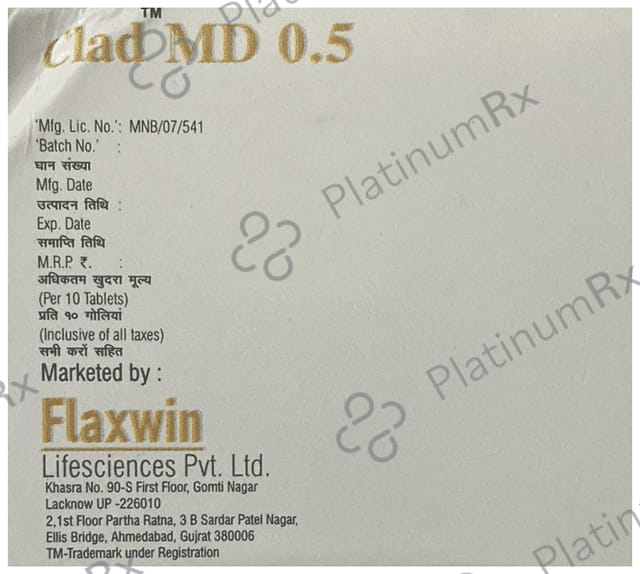 TM
Clad MD 0.5
'Mfg. Lic. No.': MNB/07/541
'Batch No.' :
घान संख्या
Mfg. Date
उत्पादन तिथि :
Exp. Date
समाप्ति तिथि
M.R.P. ₹. :
अधिकतम खुदरा मूल्य
(Per 10 Tablets)
प्रति १० गोलियां
(Inclusive of all taxes)
सभी करों सहित
Marketed by :
Flaxwin
Lifesciences Pvt. Ltd.
Khasra No. 90-S First Floor, Gomti Nagar
Lacknow UP -226010
2,1st Floor Partha Ratna, 3 B Sardar Patel Nagar,
Ellis Bridge, Ahmedabad, Gujrat 380006
TM-Trademark under Registration
PlatinumRx
PlatinumRx